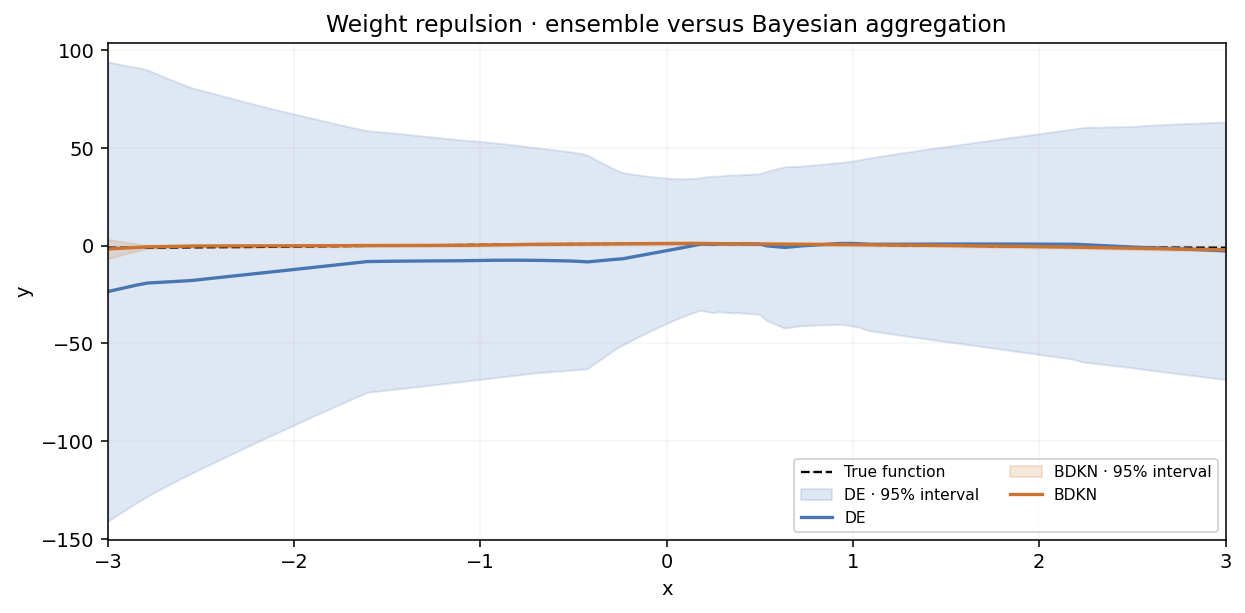 Weight repulsion · ensemble versus Bayesian aggregation
100
50
0
−50
−100
−150
y
−3
−2
−1
0
1
2
3
x
True function
DE · 95% interval
DE
BDKN · 95% interval
BDKN